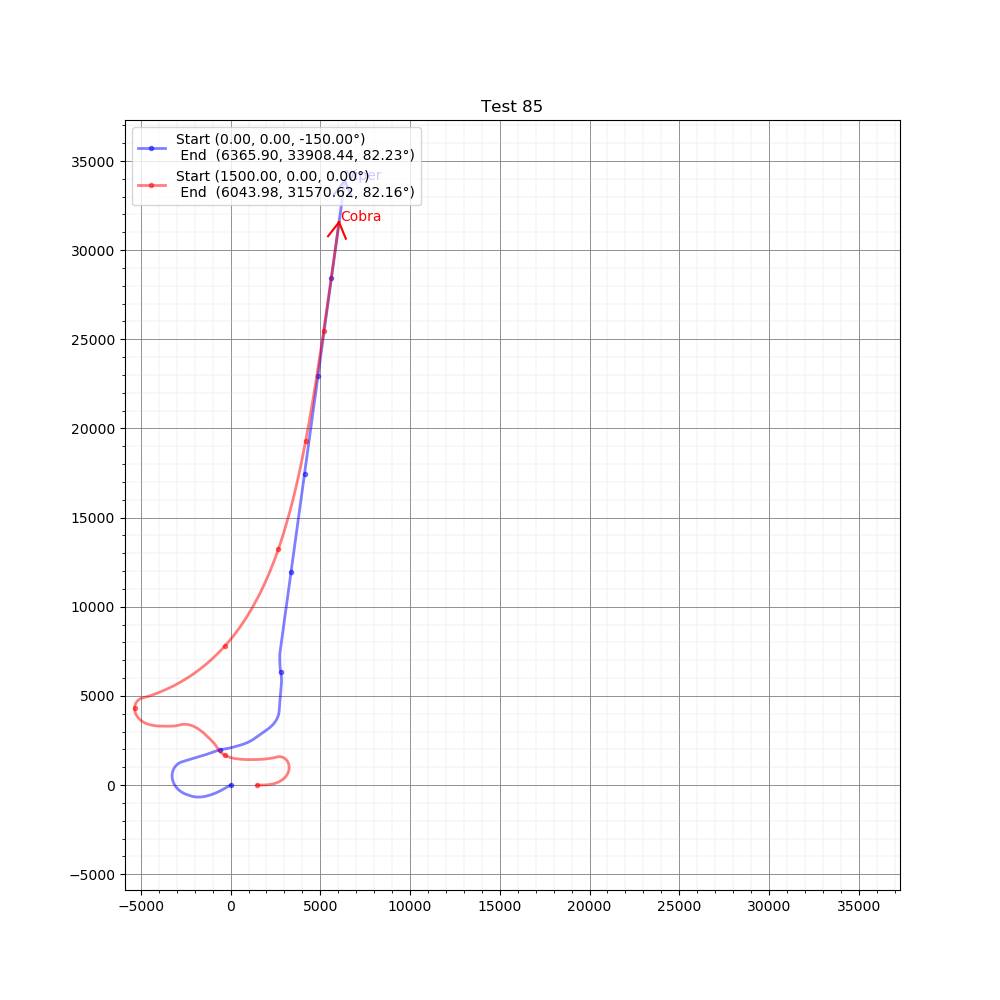 Test 85
Start (0.00, 0.00, -150.00°)
End (6365.90, 33908.44, 82.23°)
Start (1500.00, 0.00, 0.00°)
End (6043.98, 31570.62, 82.16°)
Cobra
35000
30000
25000
20000
15000
10000
5000
0
−5000
−5000 0 5000 10000 15000 20000 25000 30000 35000